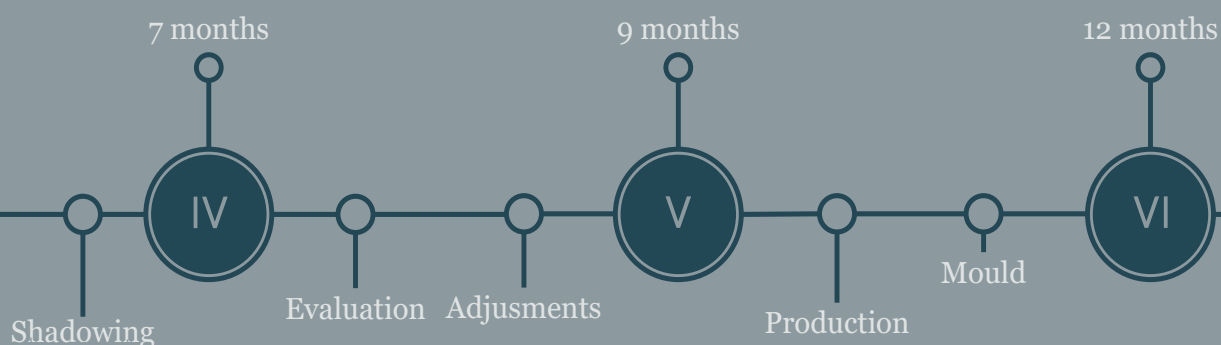 7 months
9 months
12 months
IV
V
VI
Shadowing
Evaluation
Adjusments
Production
Mould